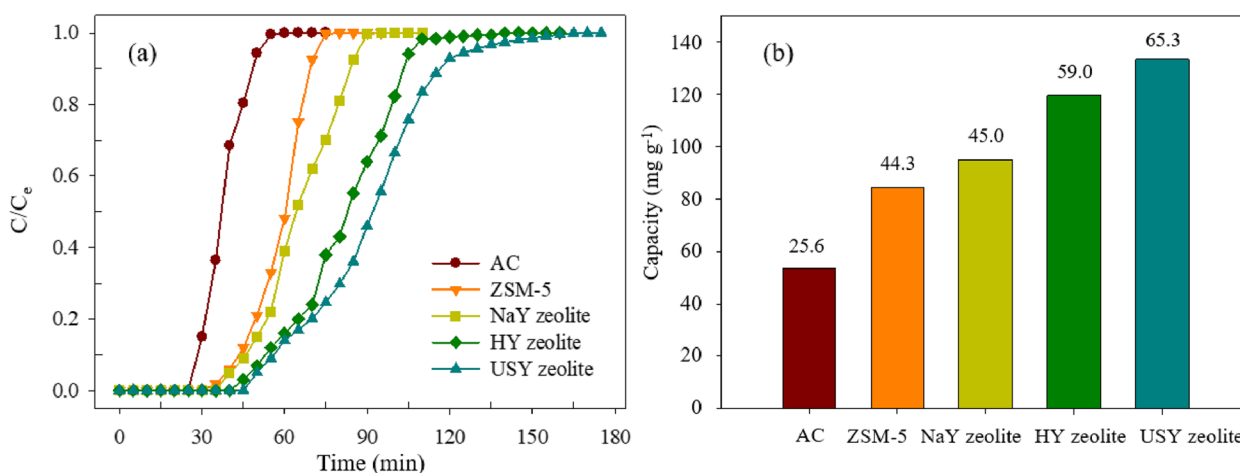 (a)
C/Cₑ
1.0
0.8
0.6
0.4
0.2
0.0
AC
ZSM-5
NaY zeolite
HY zeolite
USY zeolite
0 30 60 90 120 150 180
Time (min)
(b)
Capacity (mg g⁻¹)
140
120
100
80
60
40
20
0
25.6
44.3
45.0
59.0
65.3
AC ZSM-5 NaY zeolite HY zeolite USY zeolite